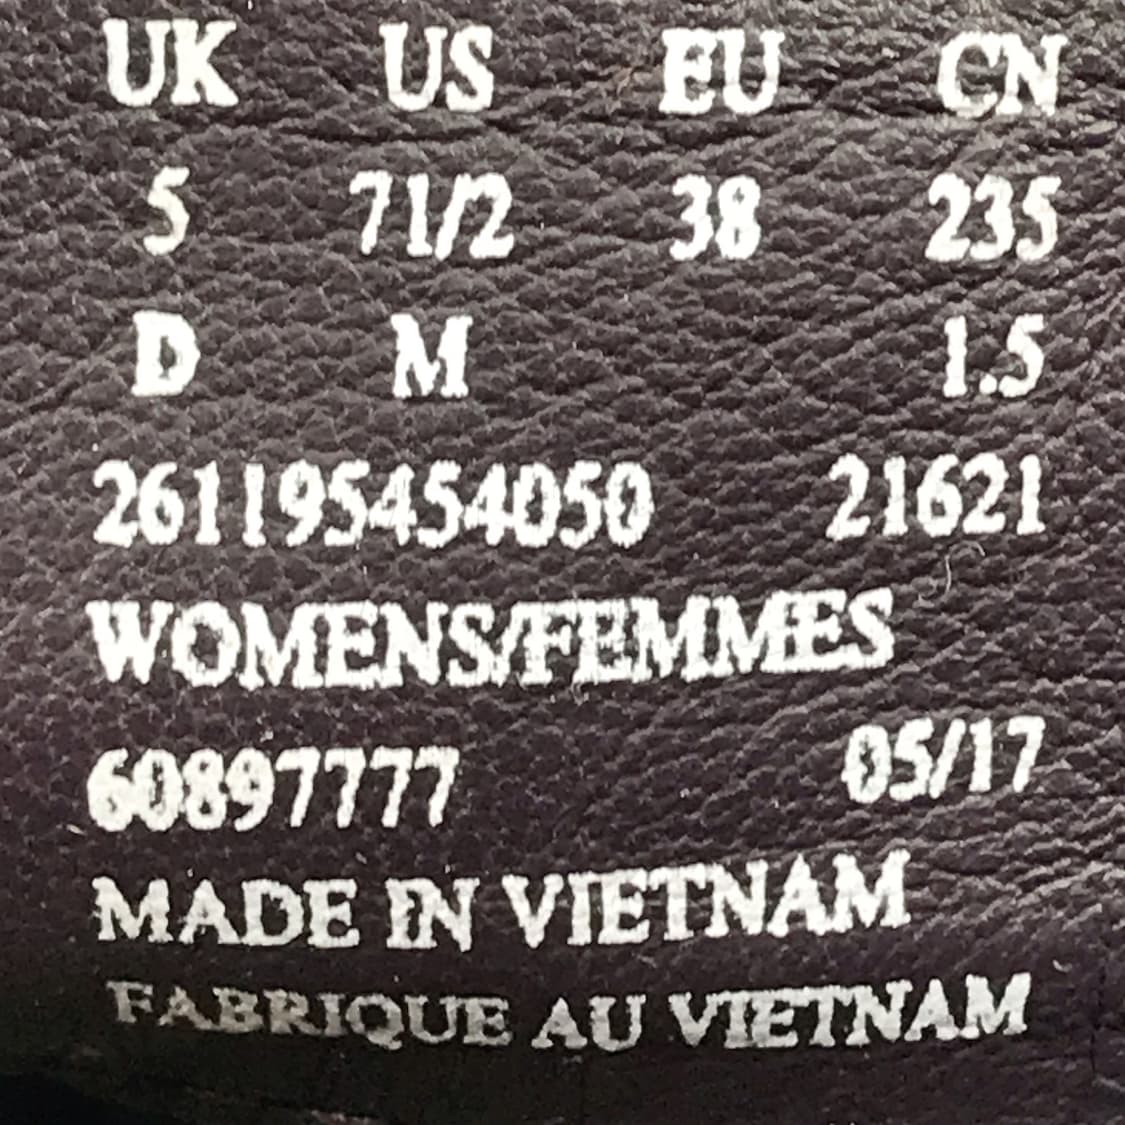 UK US EU CN
5 71/2 38 235
D M 1.5
261195454050 21621
WOMENS/FEMMES
60897777 05/17
MADE IN VIETNAM
FABRIQUE AU VIETNAM